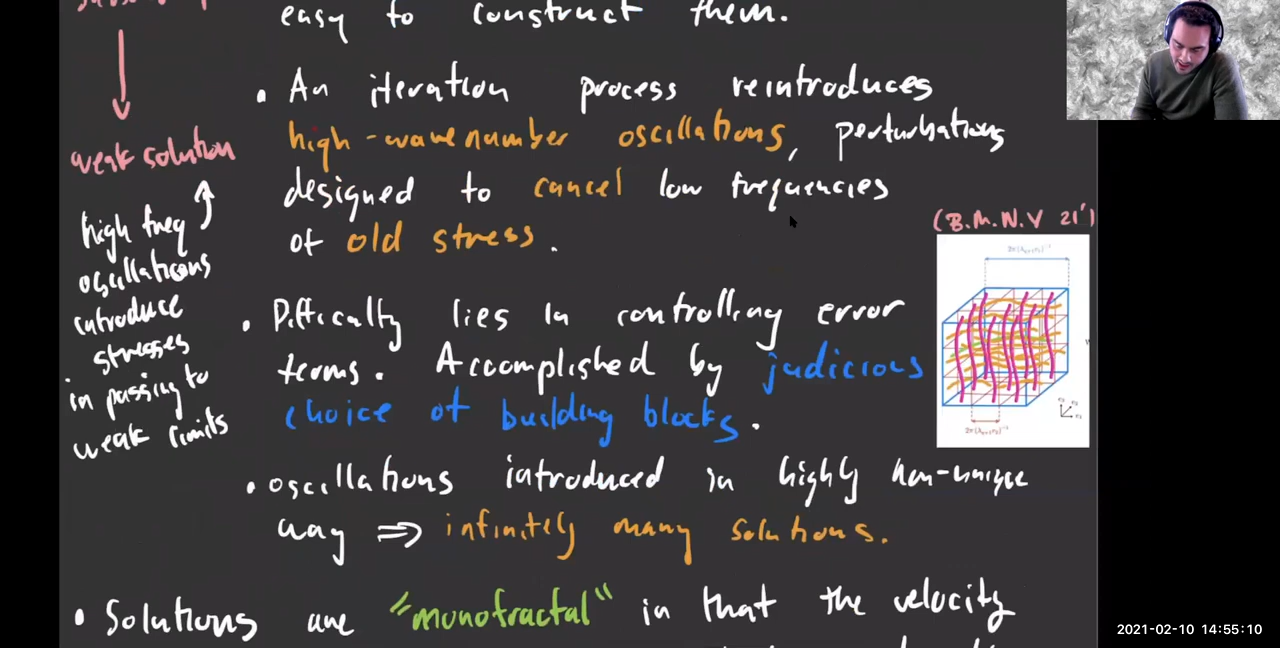 easy to construct them.
• An iteration process reintroduces
high-wavenumber oscillations, perturbations
designed to cancel low frequencies
of old stress.
weak solution
high freq
oscillations
introduce
stresses
in passing to
weak limits
(B.M.N.V 21')
• Difficulty lies in controlling error
terms. Accomplished by judicious
choice of building blocks.
• oscillations introduced in highly non-unique
way ⇒ infinitely many solutions.
• Solutions are "monofractal" in that the velocity
2021-02-10 14:55:10